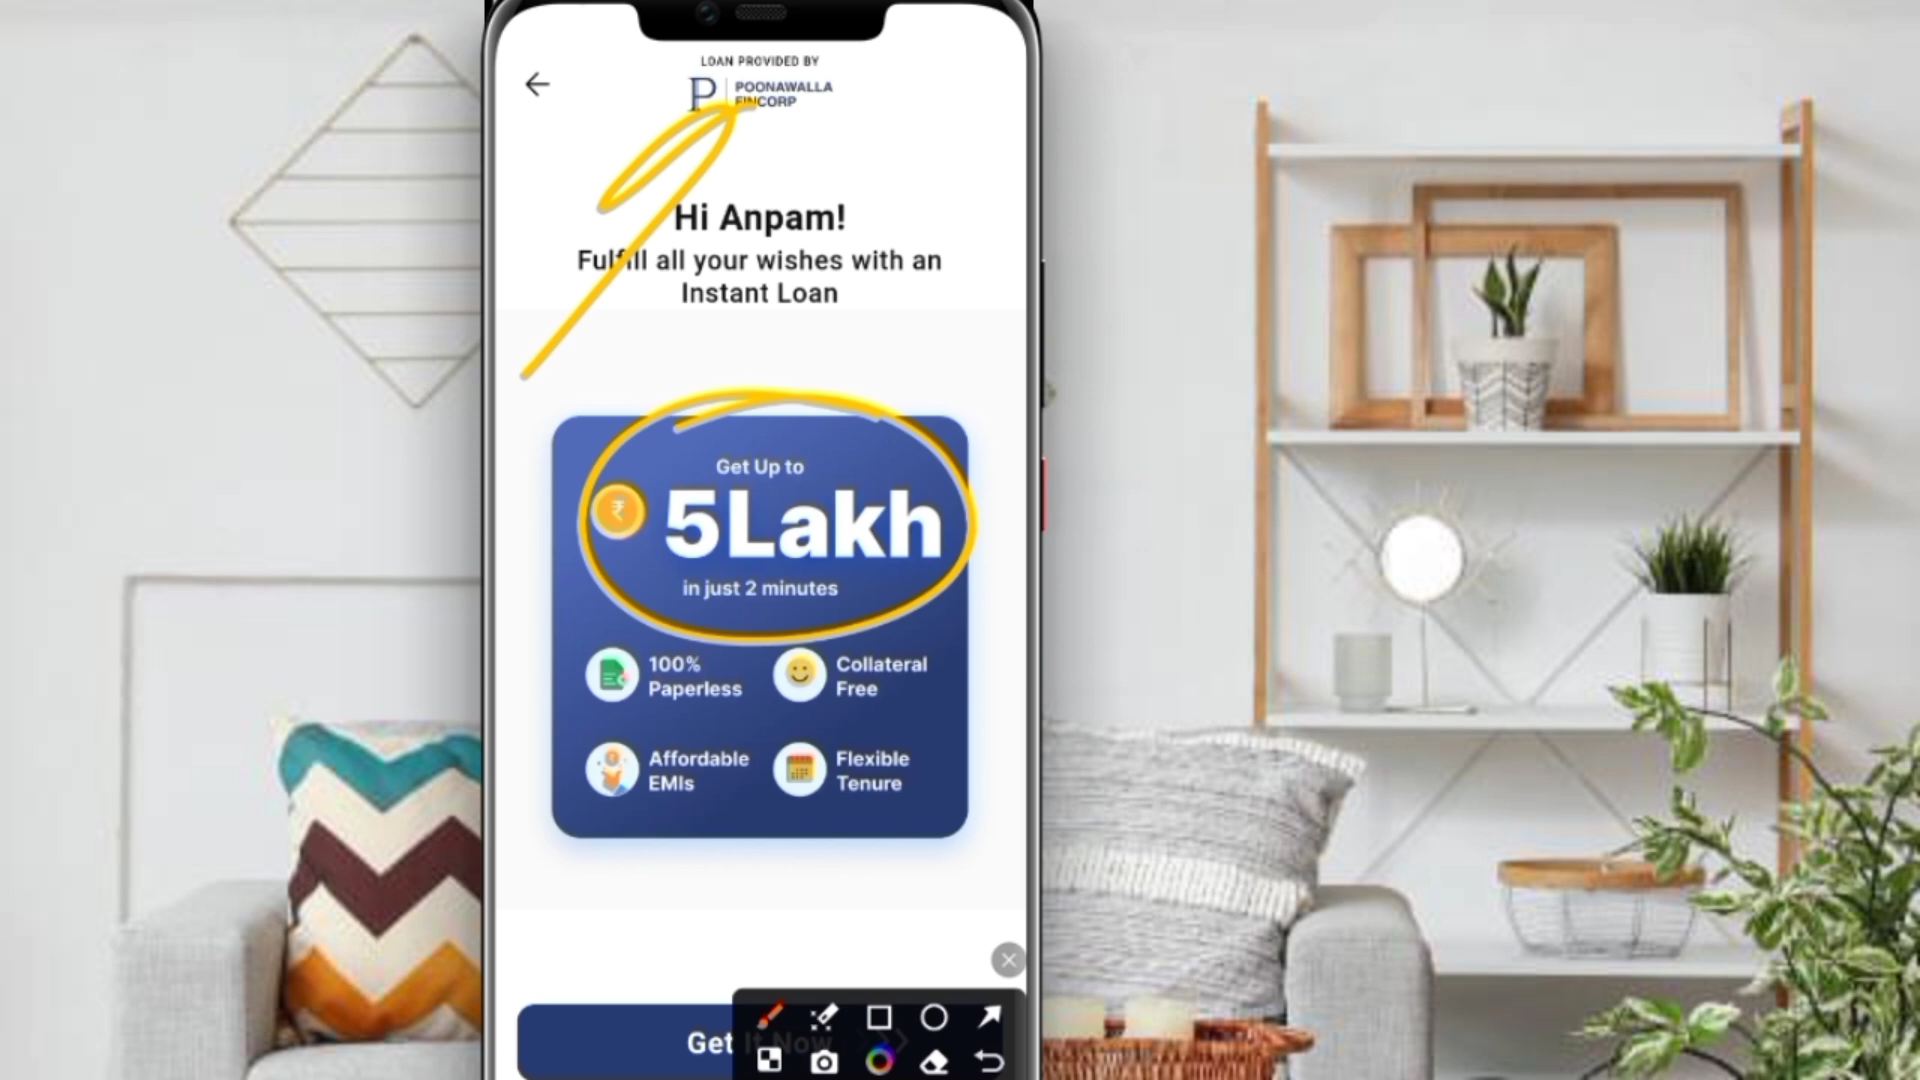 LOAN PROVIDED BY
P POONAWALLA
FINCORP
Hi Anpam!
Fulfill all your wishes with an
Instant Loan
Get Up to
₹ 5Lakh
in just 2 minutes
100%
Paperless
Collateral
Free
Affordable
EMIs
Flexible
Tenure
Get It Now